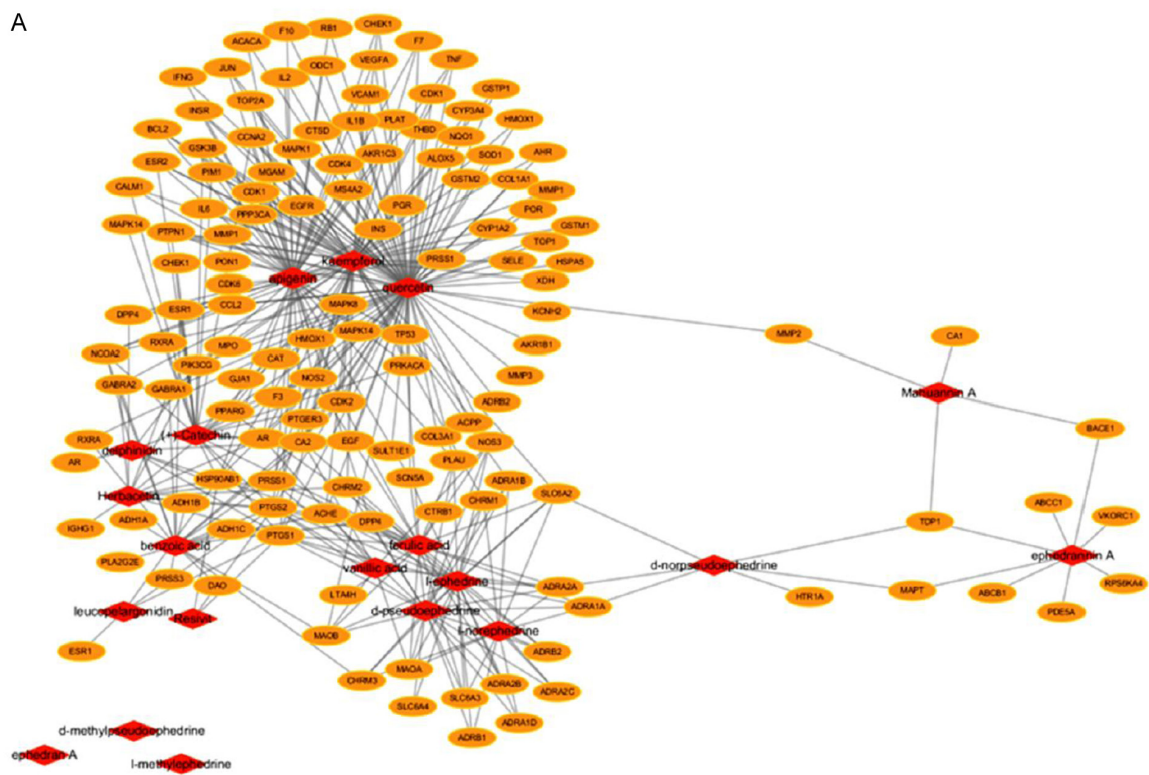 A
CHEK1
F10
RB1
ACACA
F7
JUN
ODC1
VEGFA
TNF
IFNG
IL2
GSTP1
TOP2A
VCAM1
CDK1
INSR
CYP3A4
BCL2
CCNA2
CTSD
IL1B
PLAT
THBD
NQO1
HMOX1
GSK3B
MAPK1
AKR1C3
ALOX5
SOD1
AHR
ESR2
PIM1
MGAM
CDK4
GSTM2
COL1A1
CALM1
CDK1
MS4A2
MMP1
IL6
PPP3CA
EGFR
PGR
POR
MAPK14
PTPN1
MMP1
INS
CYP1A2
GSTM1
TOP1
CHEK1
PON1
kaempferol
PRSS1
SELE
HSPA5
apigenin
quercetin
XDH
CDK6
DPP4
ESR1
CCL2
MAPK8
KCNH2
NCOA2
RXRA
MPO
HMOX1
MAPK14
TP53
AKR1B1
MMP2
CA1
PIK3CG
CAT
PRKACA
GABRA2
GABRA1
GJA1
NOS2
MMP3
Mahuannin A
F3
CDK2
ADRB2
PPARG
PTGER3
ACPP
BACE1
RXRA
(+)-Catechin
AR
CA2
EGF
COL3A1
NOS3
delphinidin
SULT1E1
AR
PLAU
Herbacetin
HSP90AB1
PRSS1
CHRM2
SCN5A
ADRA1B
SLC6A2
ADH1B
PTGS2
CHRM1
ABCC1
IGHG1
ADH1A
ADH1C
ACHE
DPP4
CTRB1
TOP1
VKORC1
benzoic acid
PTGS1
ferulic acid
ephedrannin A
PLA2G2E
vanillic acid
d-norpseudoephedrine
PRSS3
DAO
l-ephedrine
ADRA2A
HTR1A
MAPT
ABCB1
RPS6KA4
LTA4H
ADRA1A
PDE5A
leucopelargonidin
Resivit
d-pseudoephedrine
MAOB
l-norephedrine
ESR1
ADRB2
MAOA
CHRM3
ADRA2B
ADRA2C
SLC6A4
SLC6A3
ADRA1D
d-methylpseudoephedrine
ADRB1
ephedran A
l-methylephedrine